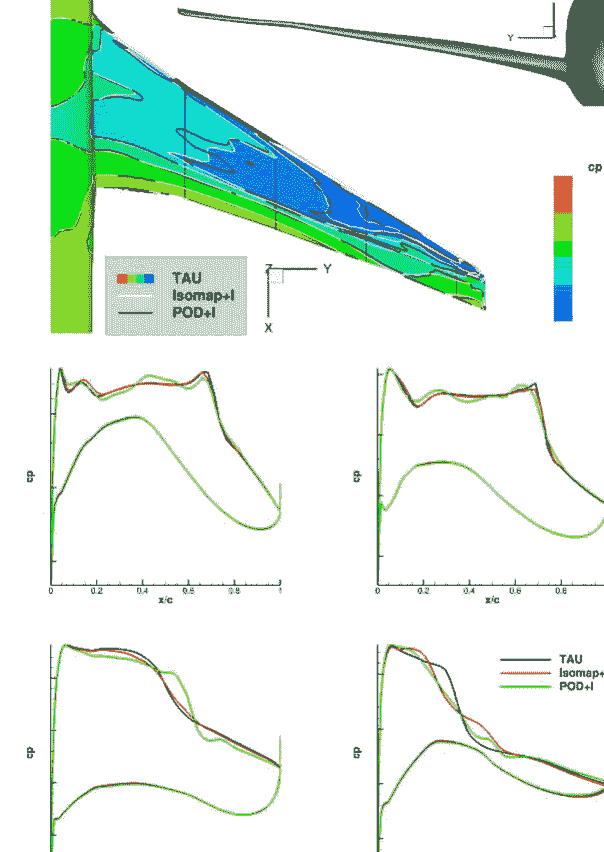 Y
cp
TAU
Isomap+I
POD+I
Z Y
X
cp
0 0.2 0.4 0.6 0.8 1
x/c
cp
0 0.2 0.4 0.6 0.8
x/c
cp
cp
TAU
Isomap+
POD+I